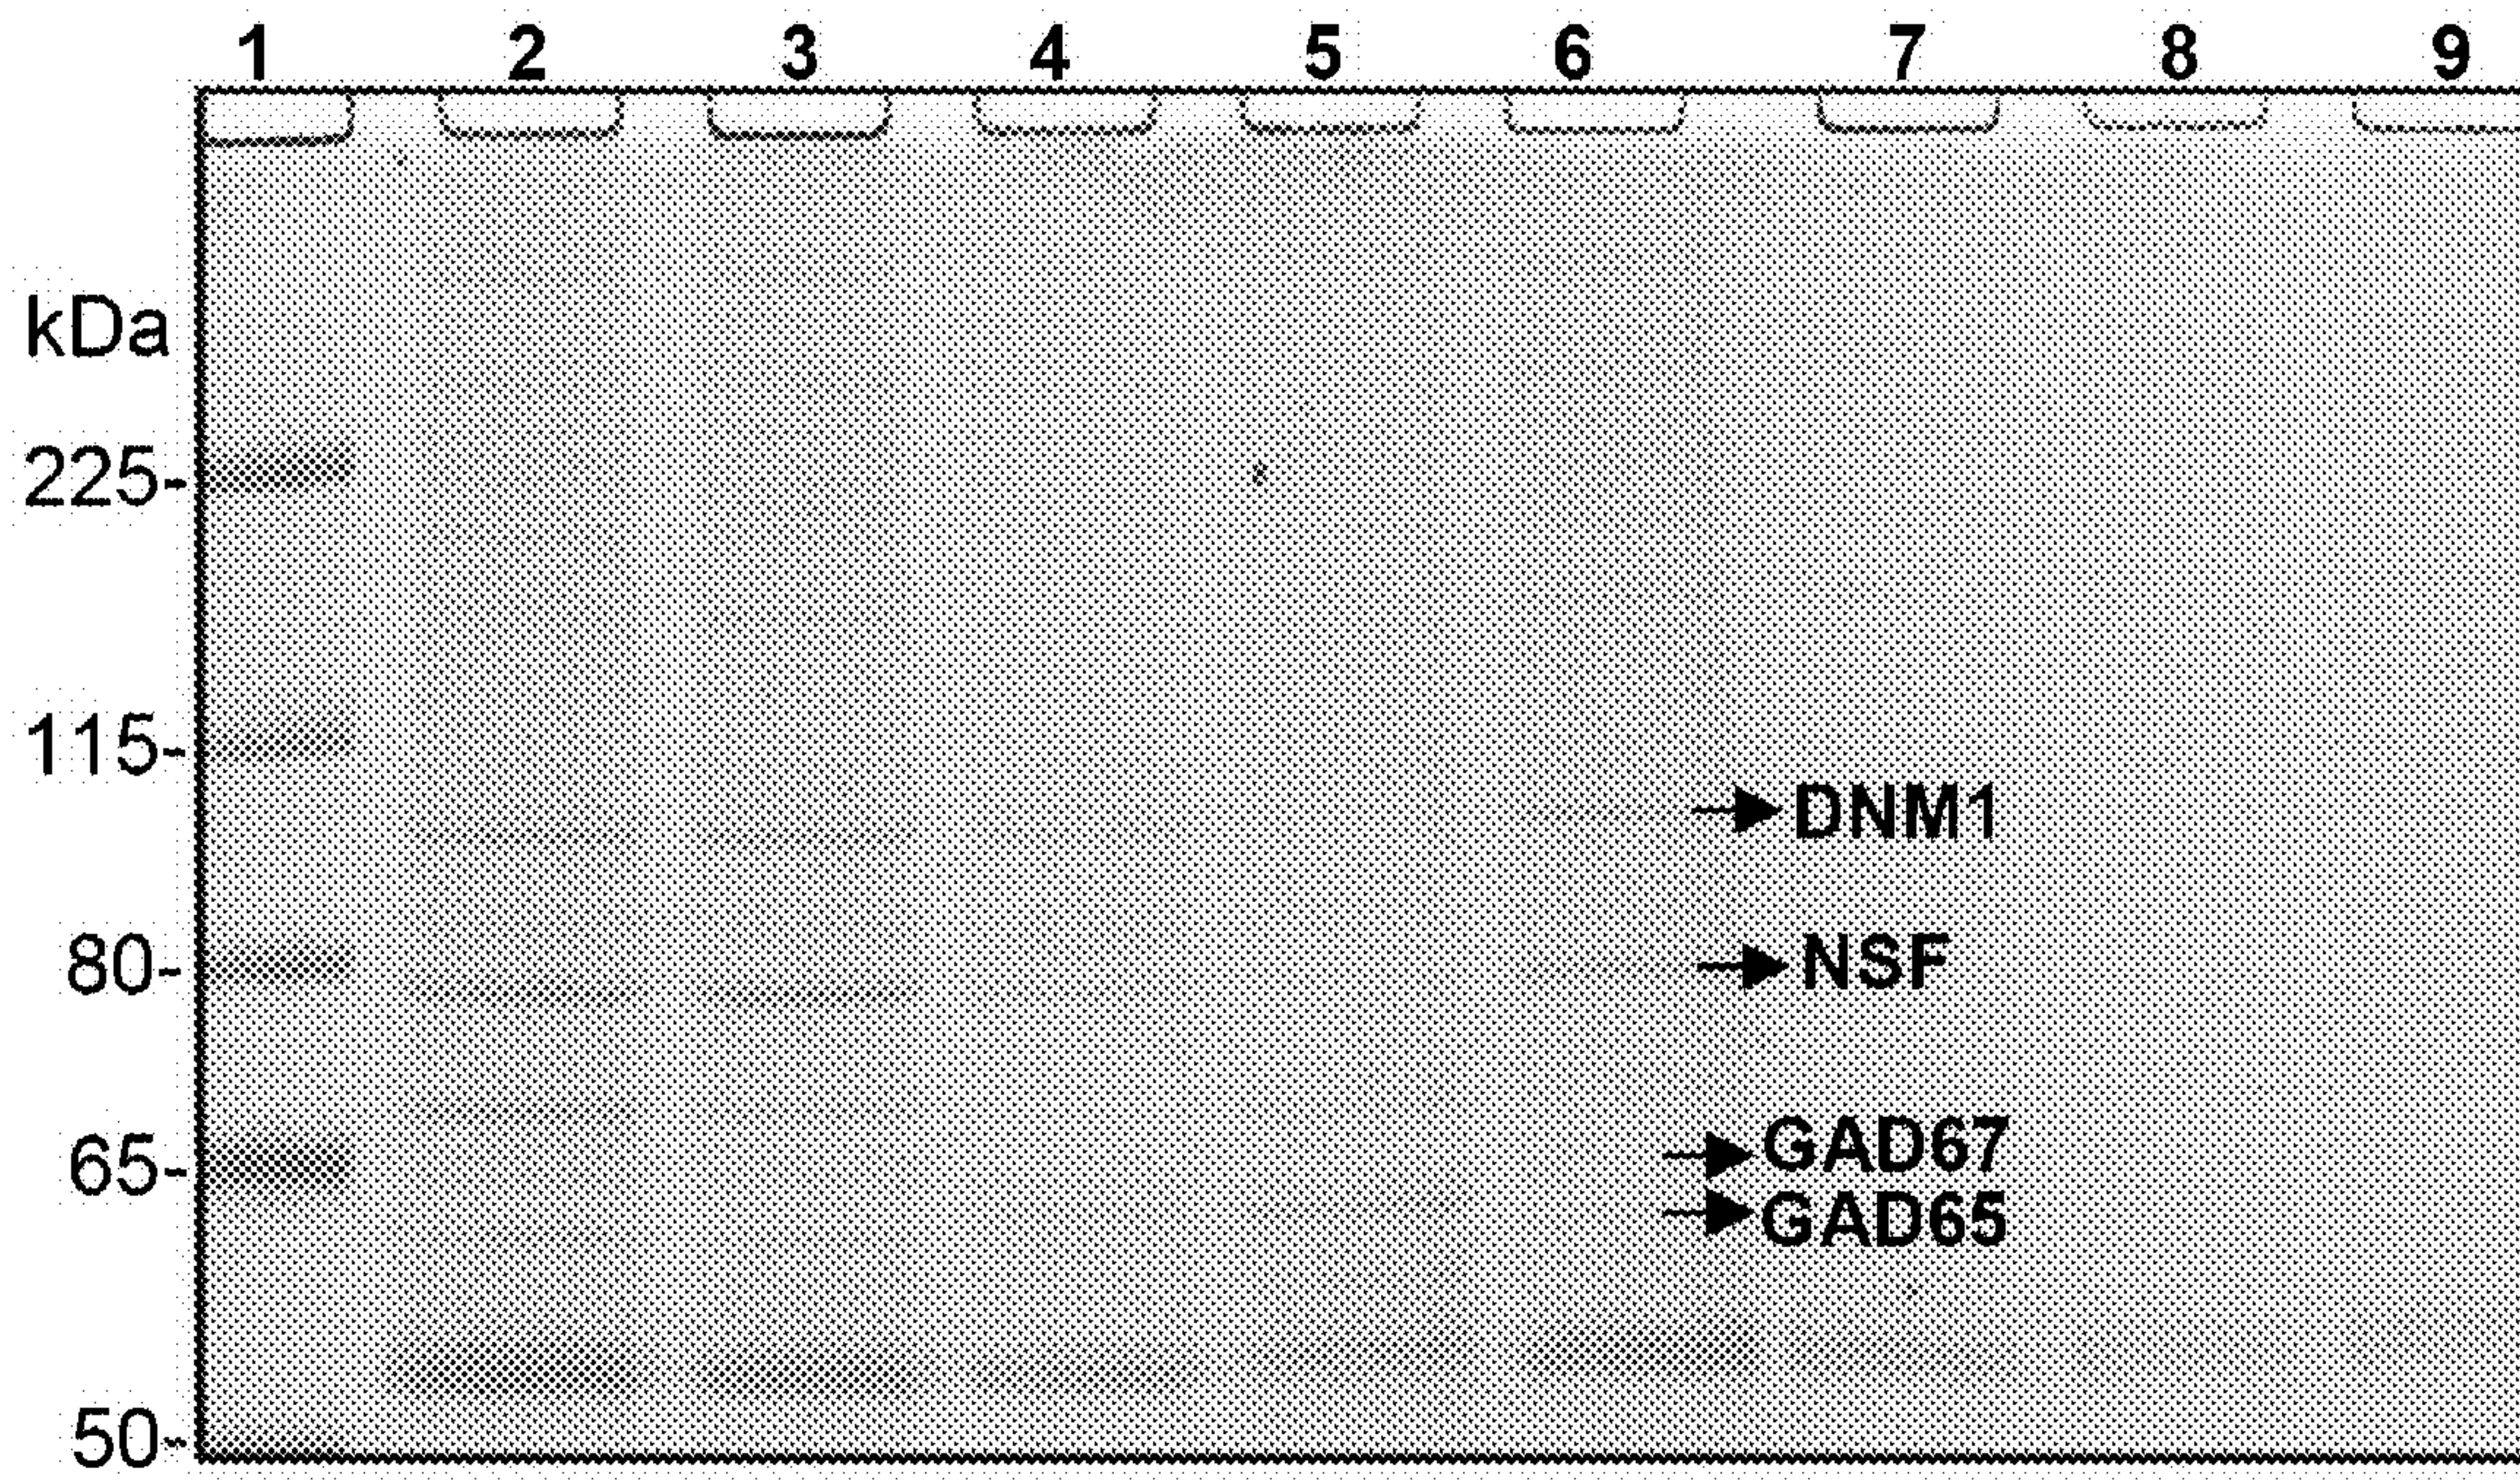 1 2 3 4 5 6 7 8 9
kDa
225-
115-
DNM1
80-
NSF
GAD67
65-
GAD65
50-